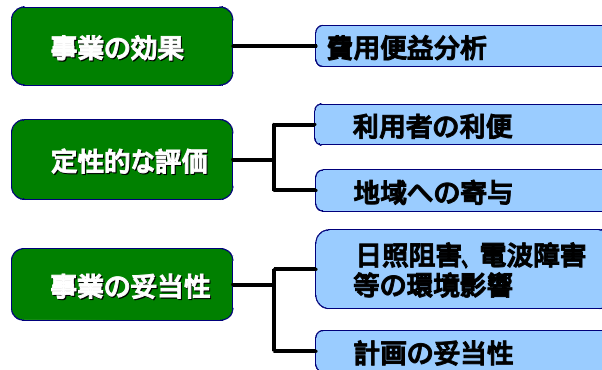 事業の効果
費用便益分析
定性的な評価
利用者の利便
地域への寄与
事業の妥当性
日照阻害、電波障害
等の環境影響
計画の妥当性